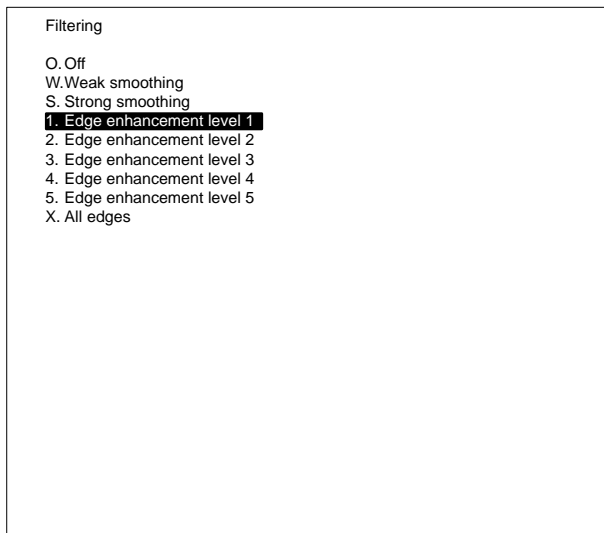 Filtering
O. Off
W. Weak smoothing
S. Strong smoothing
1. Edge enhancement level 1
2. Edge enhancement level 2
3. Edge enhancement level 3
4. Edge enhancement level 4
5. Edge enhancement level 5
X. All edges